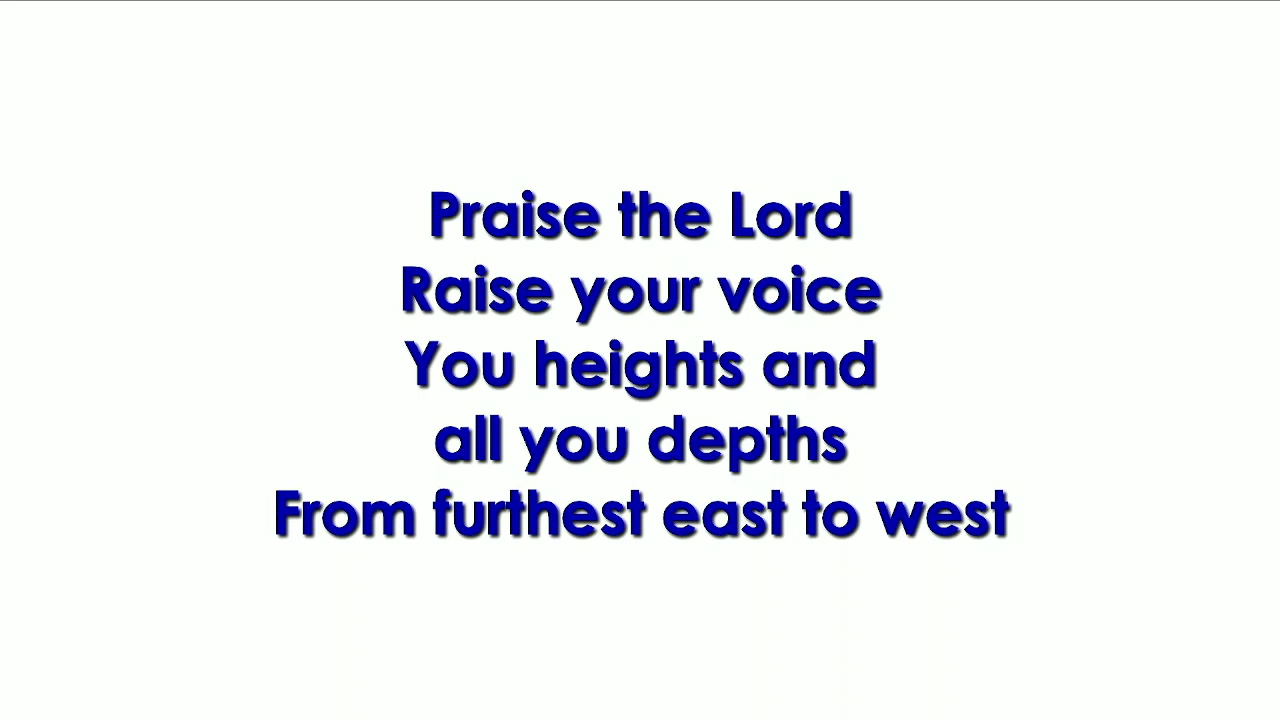 Praise the Lord
Raise your voice
You heights and
all you depths
From furthest east to west